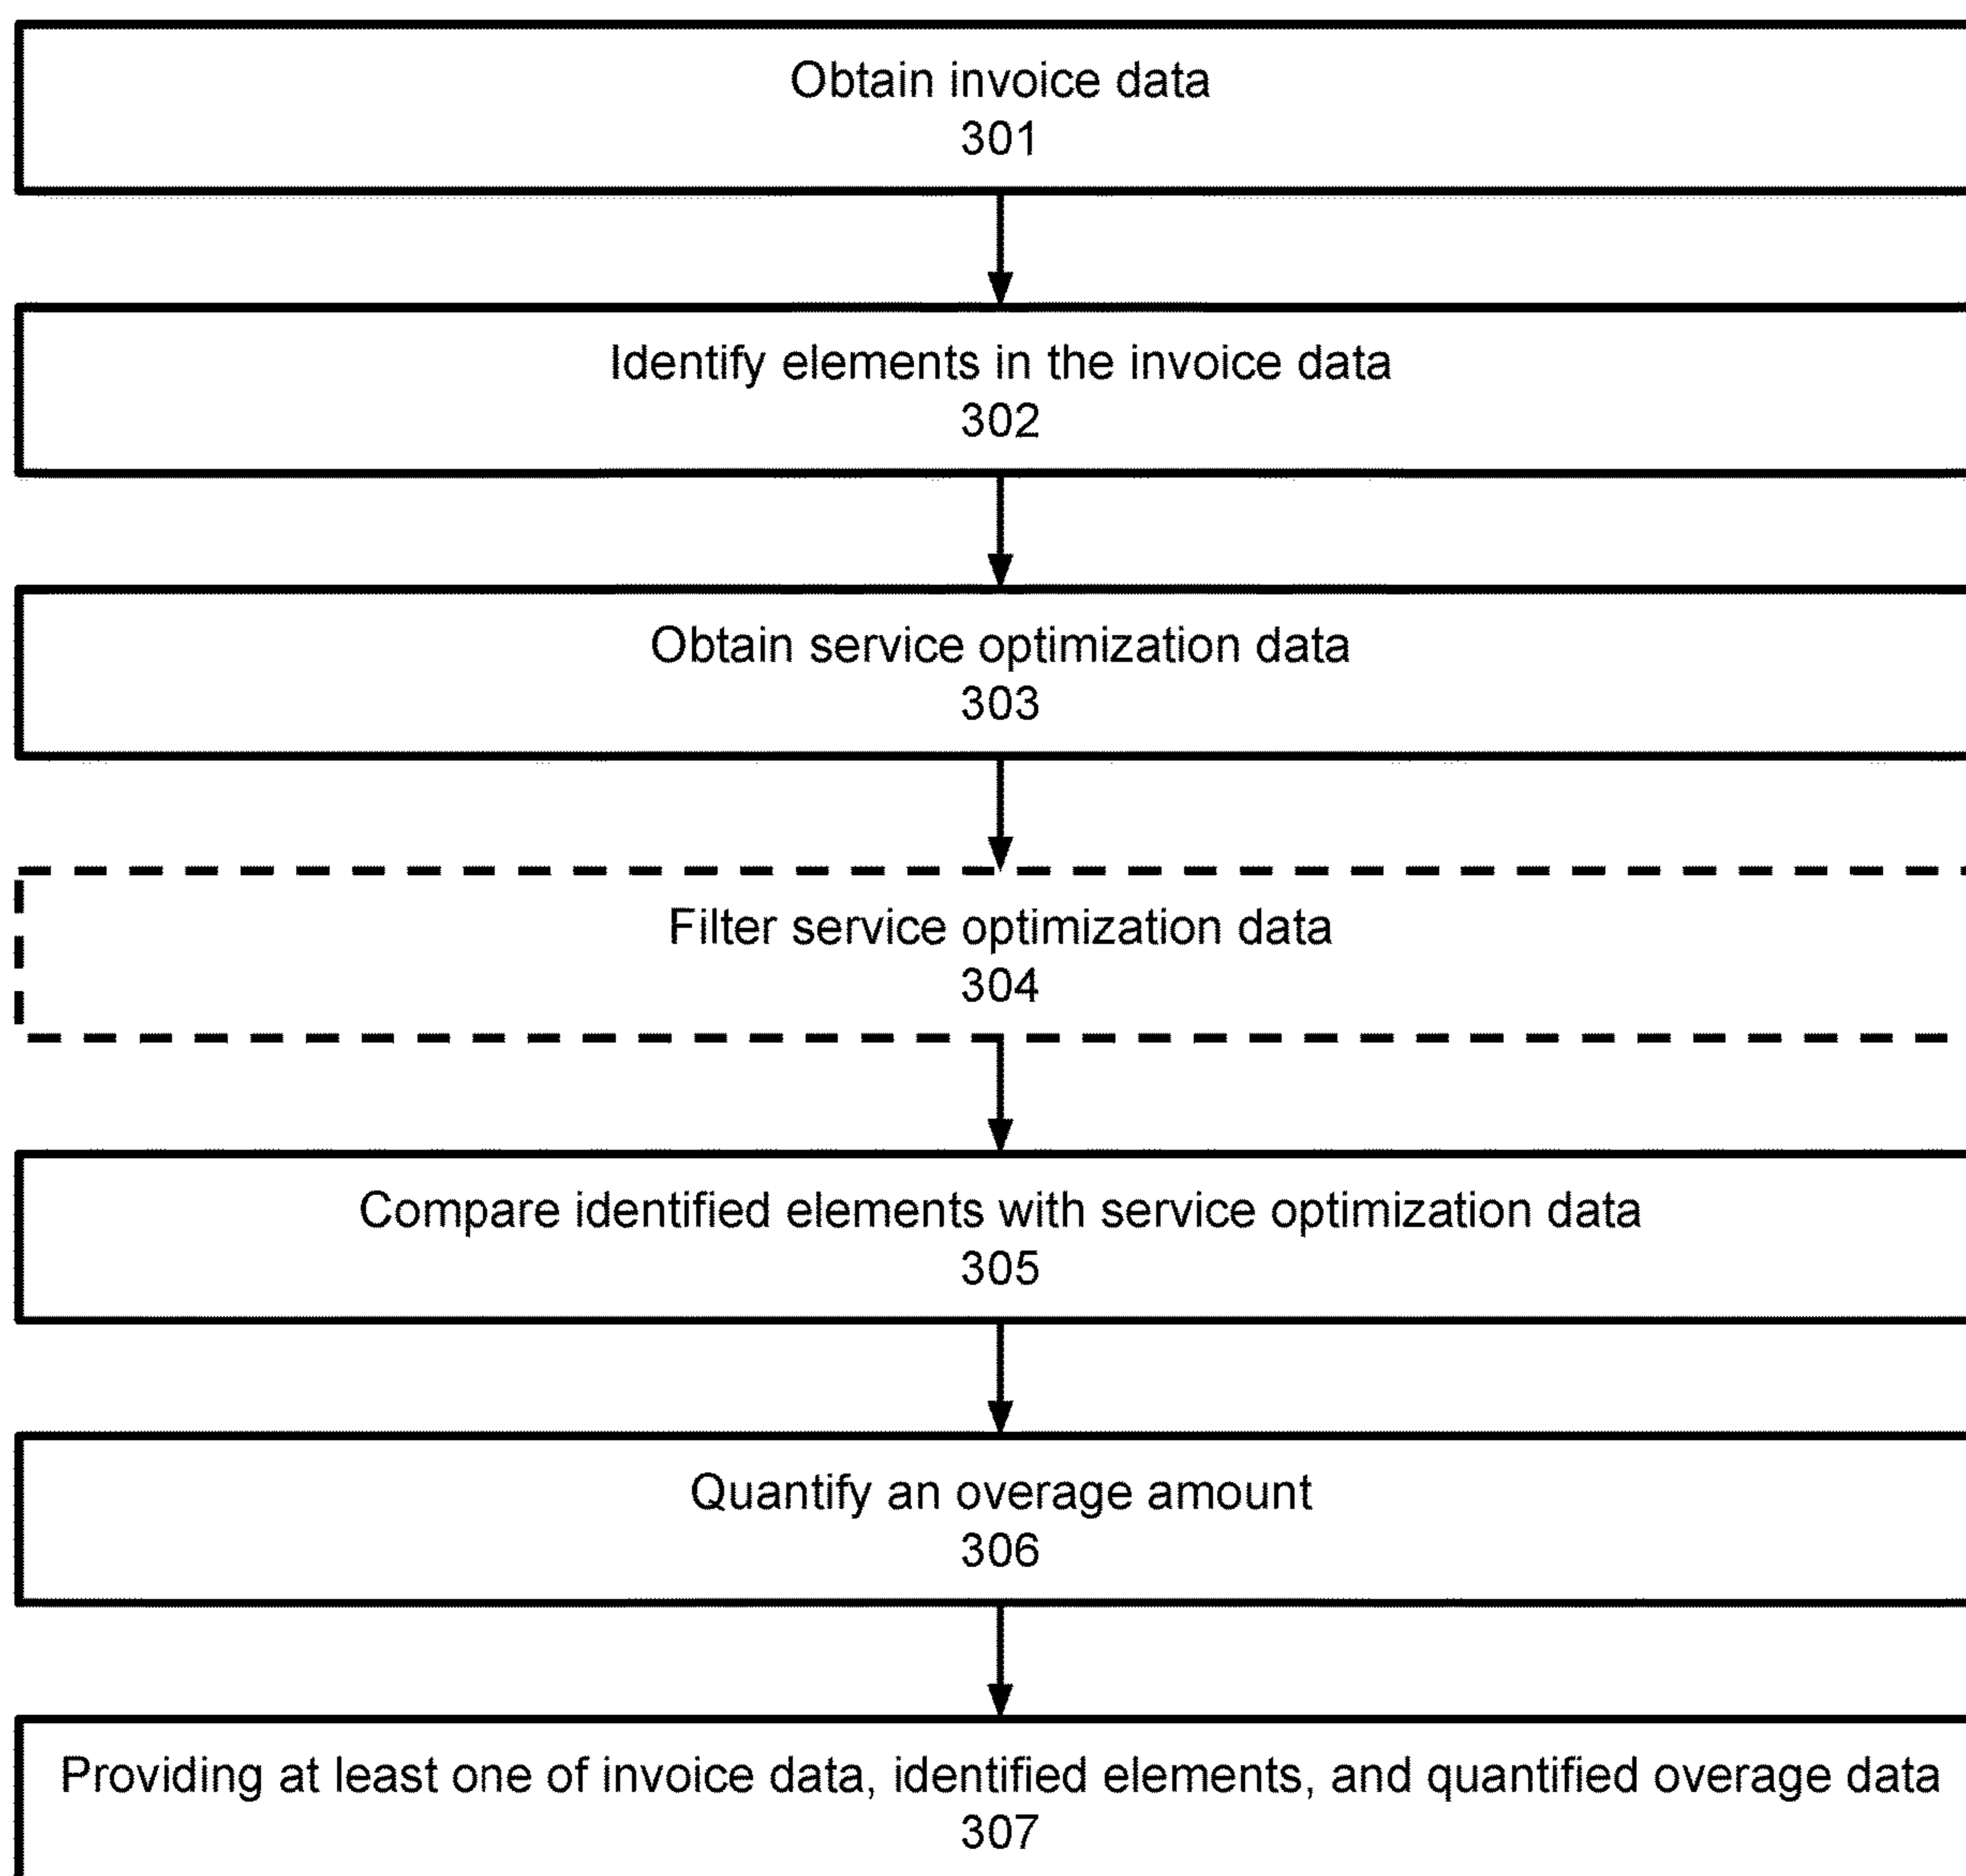 Obtain invoice data
301
Identify elements in the invoice data
302
Obtain service optimization data
303
Filter service optimization data
304
Compare identified elements with service optimization data
305
Quantify an overage amount
306
Providing at least one of invoice data, identified elements, and quantified overage data
307